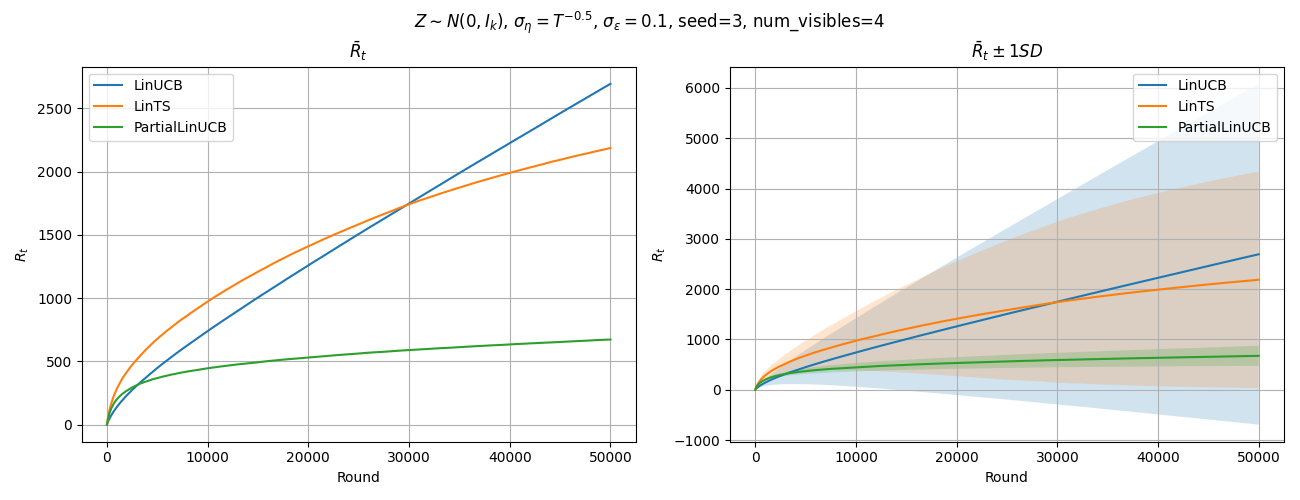 Z ∼ N(0, I_k), σ_η = T^{−0.5}, σ_ε = 0.1, seed=3, num_visibles=4
R̄_t
LinUCB
LinTS
PartialLinUCB
2500
2000
1500
1000
500
0
R_t
0 10000 20000 30000 40000 50000
Round
R̄_t ± 1SD
LinUCB
LinTS
PartialLinUCB
6000
5000
4000
3000
2000
1000
0
−1000
R_t
0 10000 20000 30000 40000 50000
Round